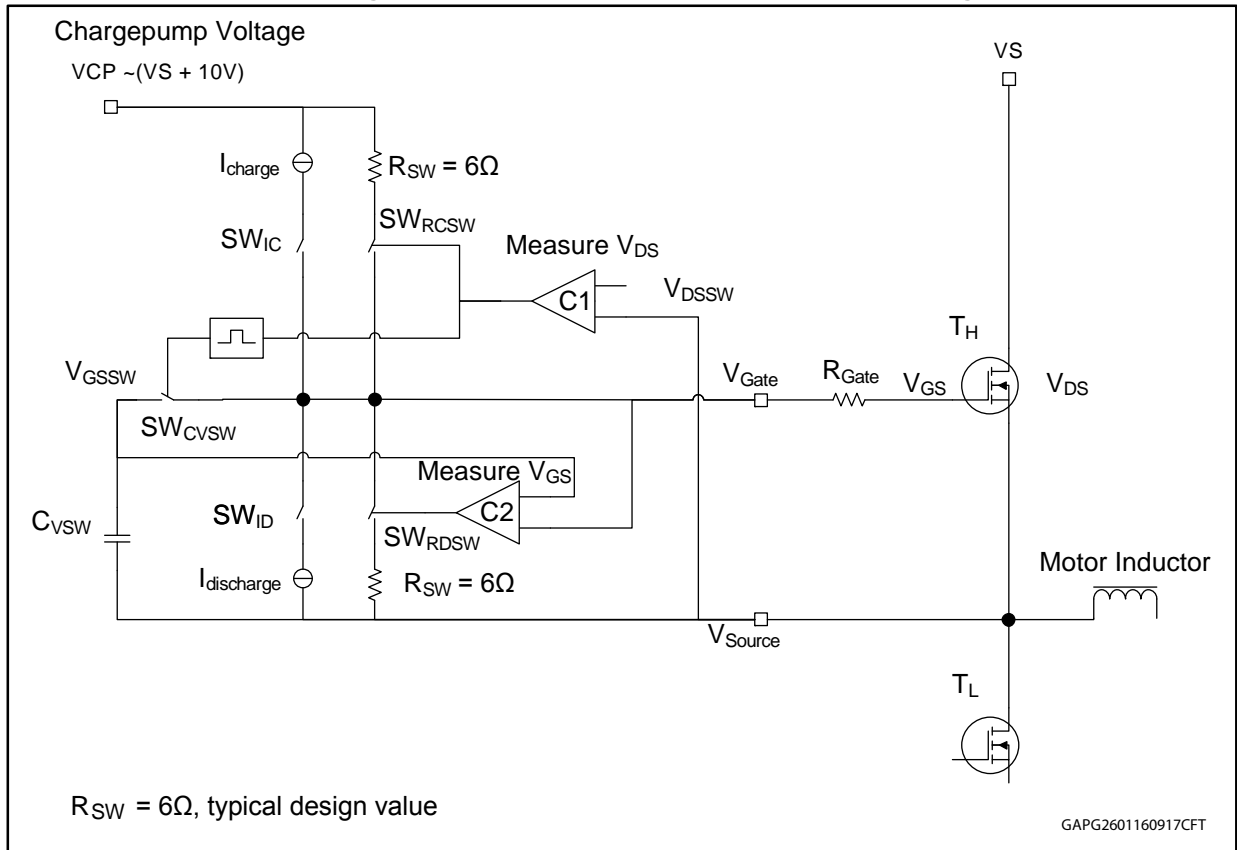 Chargepump Voltage
VCP ~(VS + 10V)
VS
Icharge
RSW = 6Ω
SWIC
SWRCSW
Measure VDS
C1
VDSSW
TH
VGSSW
VGate
RGate
VGS
VDS
SWCVSW
Measure VGS
C2
CVSW
SWID
SWRDSW
Idischarge
RSW = 6Ω
Motor Inductor
VSource
TL
RSW = 6Ω, typical design value
GAPG2601160917CFT